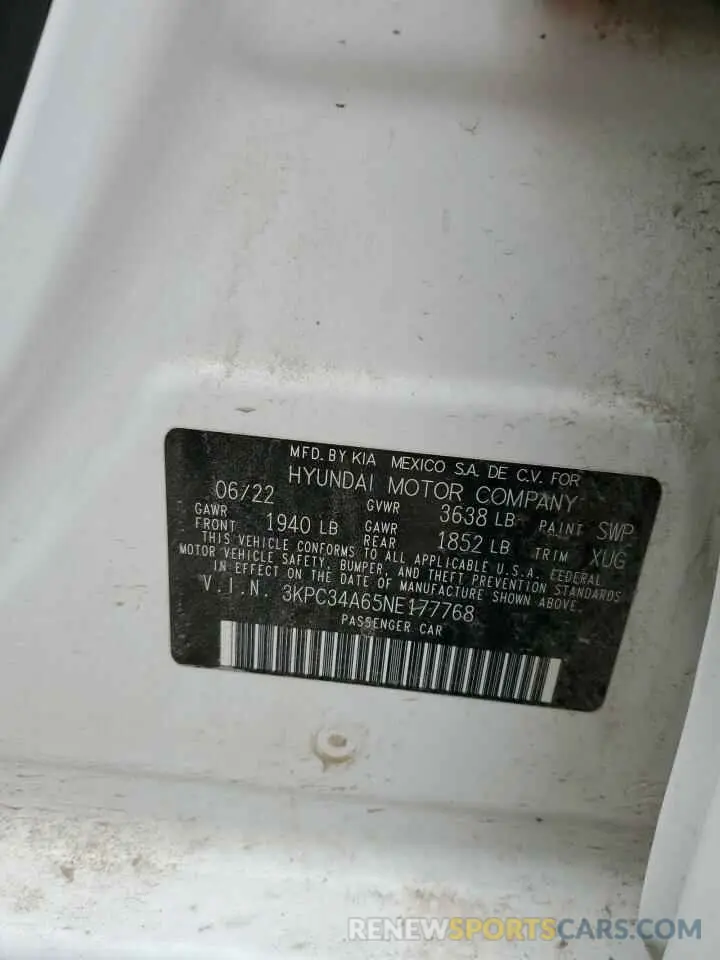 MFD. BY KIA MEXICO S.A. DE C.V. FOR
HYUNDAI MOTOR COMPANY
06/22 GVWR 3638 LB PAINT SWP
GAWR FRONT 1940 LB GAWR REAR 1852 LB TRIM XUG
THIS VEHICLE CONFORMS TO ALL APPLICABLE U.S.A. FEDERAL
MOTOR VEHICLE SAFETY, BUMPER, AND THEFT PREVENTION STANDARDS
IN EFFECT ON THE DATE OF MANUFACTURE SHOWN ABOVE.
V.I.N. 3KPC34A65NE177768
PASSENGER CAR
RENEWSPORTSCARS.COM